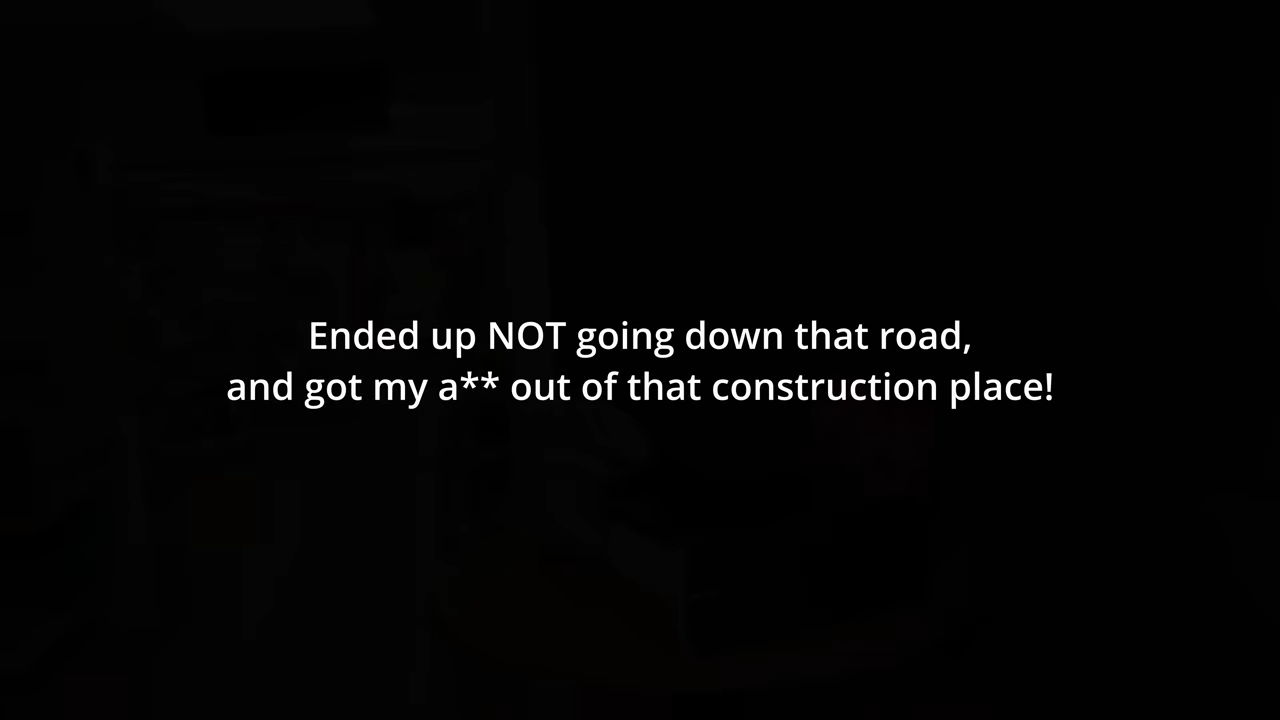 Ended up NOT going down that road,
and got my a** out of that construction place!